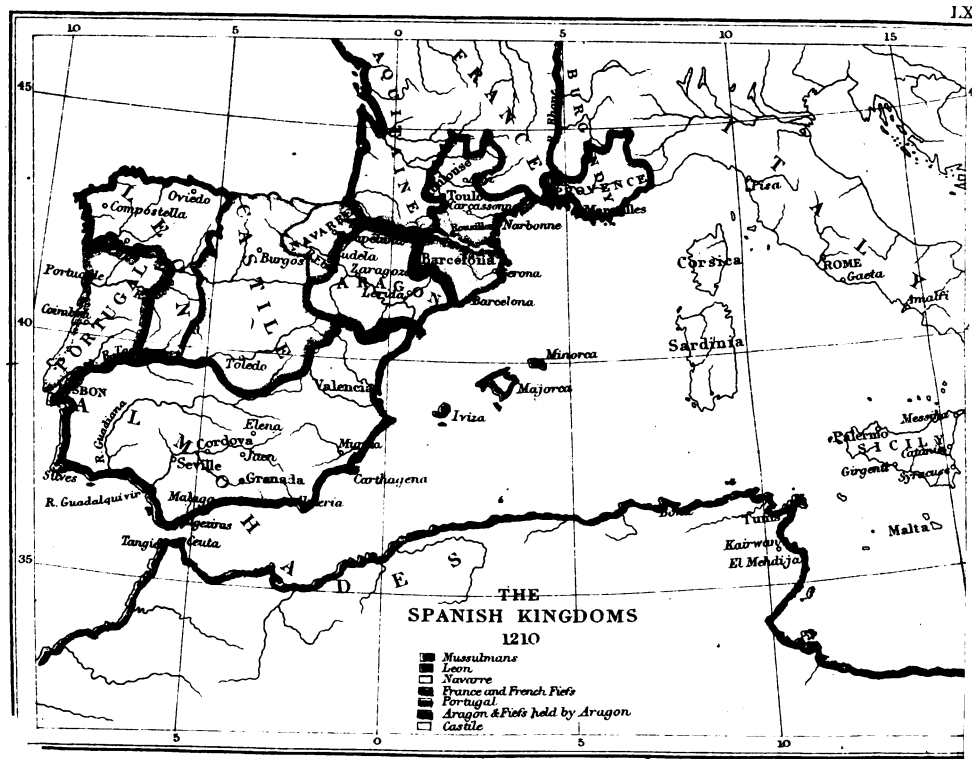 J.X
10
5
0
5
10
15
45
AQUITAINE
FRANCE
Rhone
BURGUNDY
ITALY
Oviedo
Compostella
LEON
CASTILE
NAVARRE
Burgos
Toulouse
Carcassonne
Narbonne
PROVENCE
Marseilles
Pisa
Corsica
ROME
Gaeta
Amalfi
Tudela
Zaragoza
ARAGON
Lerida
Barcelona
Gerona
Barcelona
PORTUGAL
Coimbra
40
Toledo
Valencia
Minorca
Majorca
Iviza
Sardinia
LISBON
ALMOHADES
R. Guadiana
Elena
Cordova
Jaen
Seville
Granada
Murcia
Carthagena
Silves
R. Guadalquivir
Malaga
Almeria
Algeziras
Tangier
Ceuta
35
Messina
Palermo
SICILY
Catania
Girgenti
Syracuse
Bona
Tunis
Malta
Kairwan
El Mehdija
THE
SPANISH KINGDOMS
1210
Mussulmans
Leon
Navarre
France and French Fiefs
Portugal
Aragon & Fiefs held by Aragon
Castile
5
0
5
10